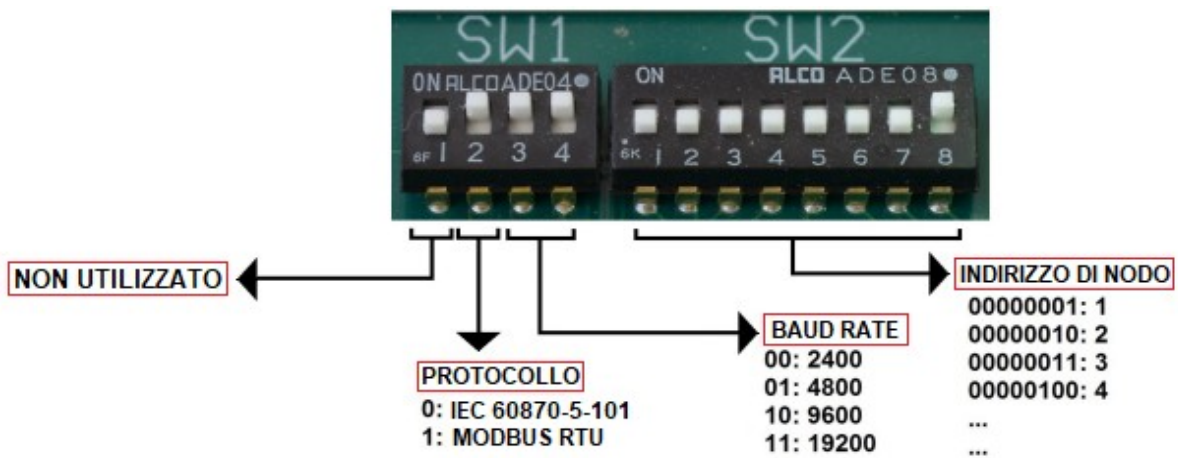 SW1 SW2
ON ALCO ADE04
6F 1 2 3 4
ON ALCO ADE08
6K 1 2 3 4 5 6 7 8
NON UTILIZZATO
PROTOCOLLO
0: IEC 60870-5-101
1: MODBUS RTU
BAUD RATE
00: 2400
01: 4800
10: 9600
11: 19200
INDIRIZZO DI NODO
00000001: 1
00000010: 2
00000011: 3
00000100: 4
...
...